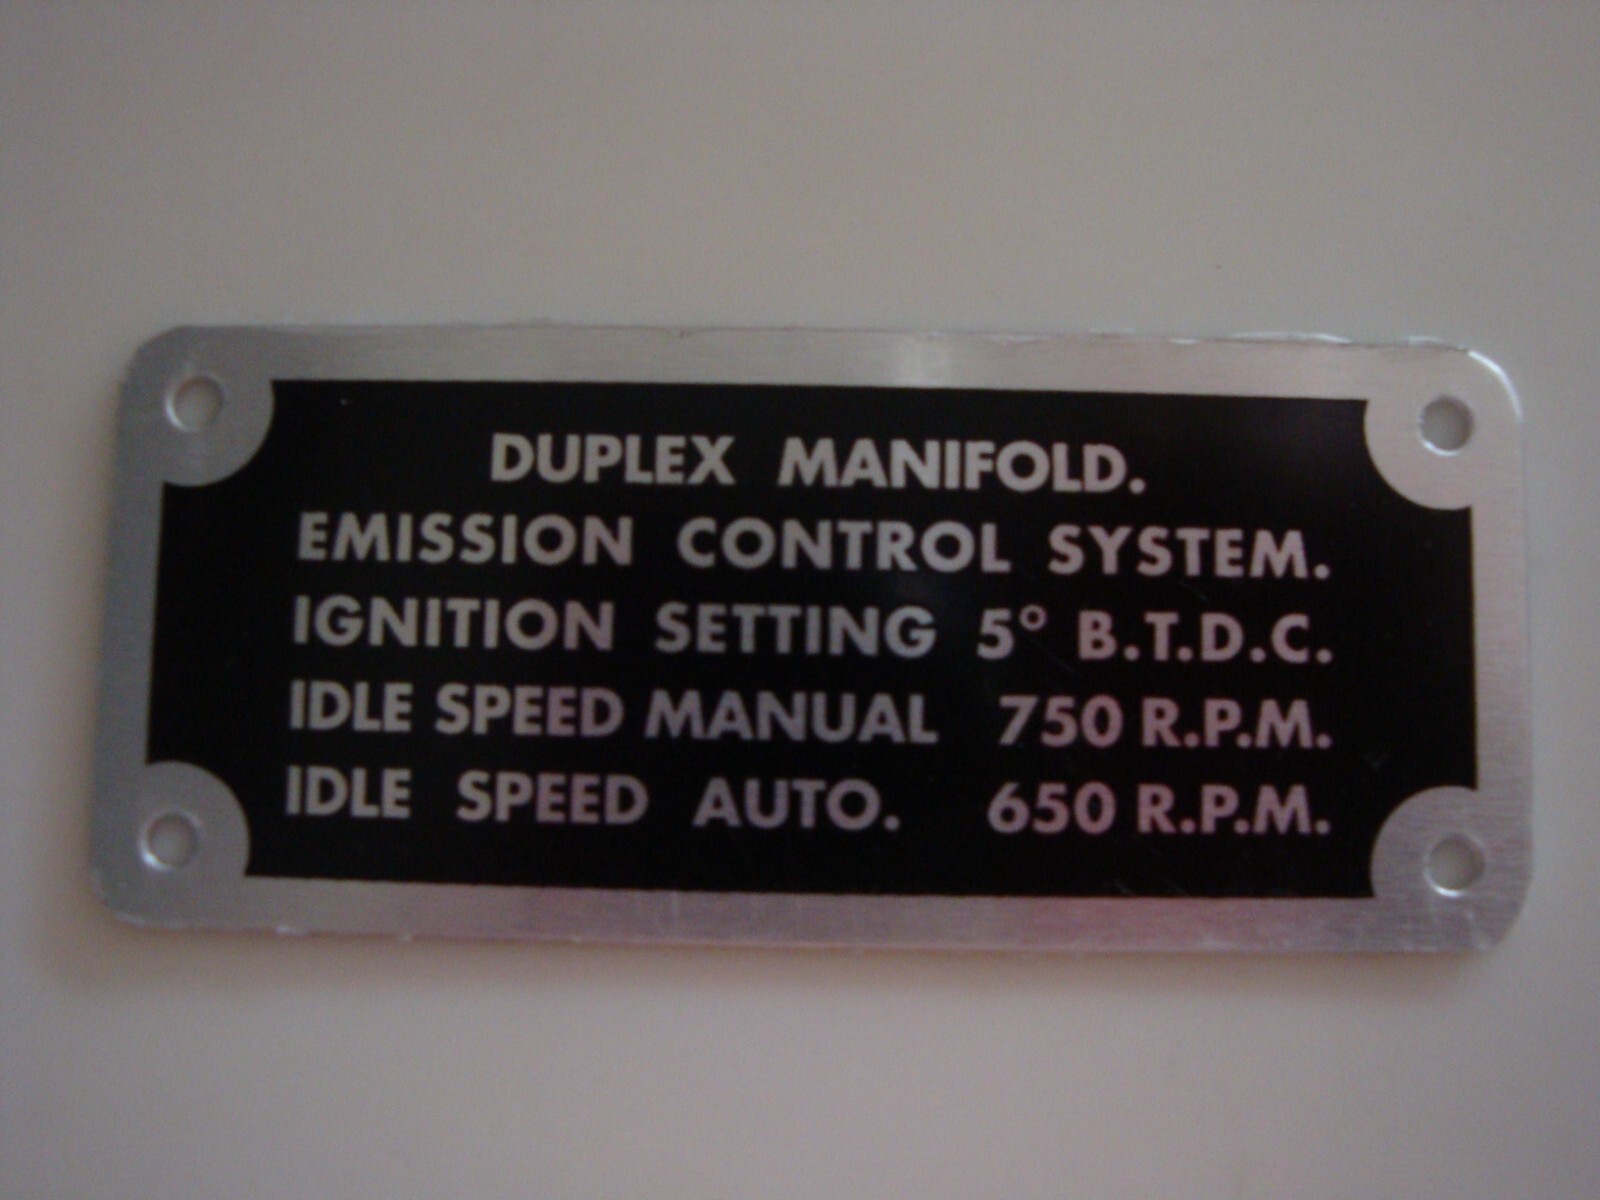 DUPLEX MANIFOLD.
EMISSION CONTROL SYSTEM.
IGNITION SETTING 5° B.T.D.C.
IDLE SPEED MANUAL 750 R.P.M.
IDLE SPEED AUTO. 650 R.P.M.